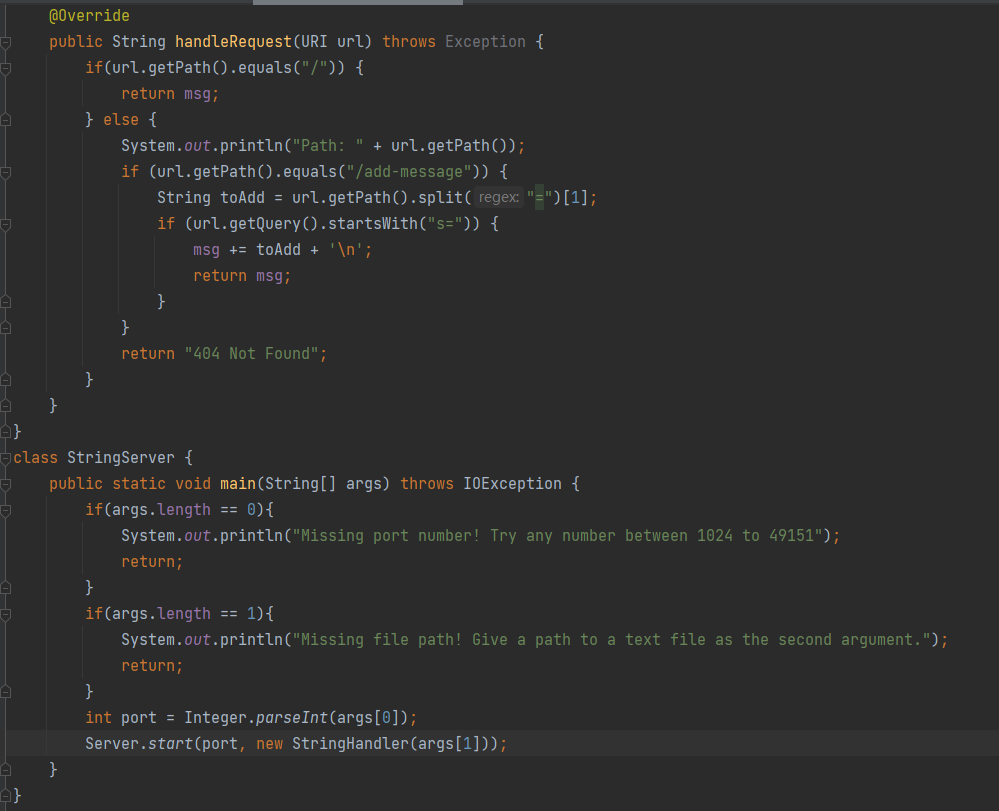 @Override
public String handleRequest(URI url) throws Exception {
if(url.getPath().equals("/")) {
return msg;
} else {
System.out.println("Path: " + url.getPath());
if (url.getPath().equals("/add-message")) {
String toAdd = url.getPath().split( regex: "=")[1];
if (url.getQuery().startsWith("s=")) {
msg += toAdd + '\n';
return msg;
}
}
return "404 Not Found";
}
}
}
class StringServer {
public static void main(String[] args) throws IOException {
if(args.length == 0){
System.out.println("Missing port number! Try any number between 1024 to 49151");
return;
}
if(args.length == 1){
System.out.println("Missing file path! Give a path to a text file as the second argument.");
return;
}
int port = Integer.parseInt(args[0]);
Server.start(port, new StringHandler(args[1]));
}
}